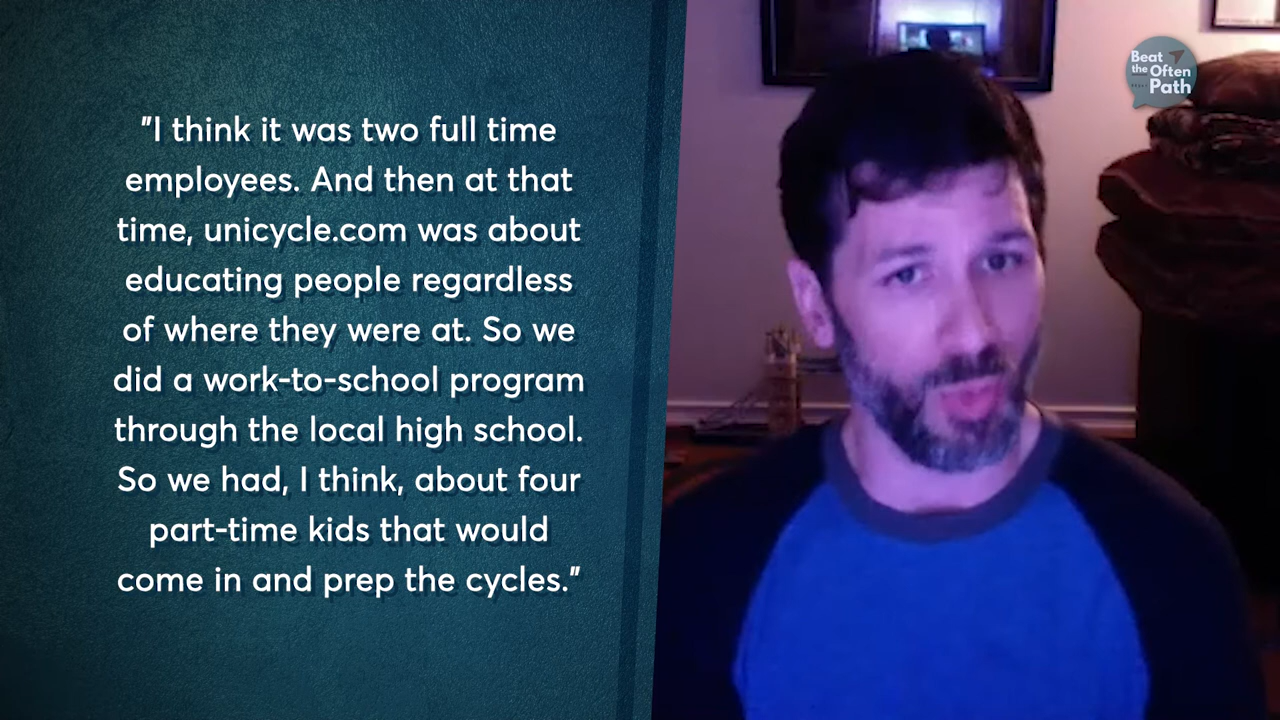 "I think it was two full time
employees. And then at that
time, unicycle.com was about
educating people regardless
of where they were at. So we
did a work-to-school program
through the local high school.
So we had, I think, about four
part-time kids that would
come in and prep the cycles."
Beat
the Often
Path